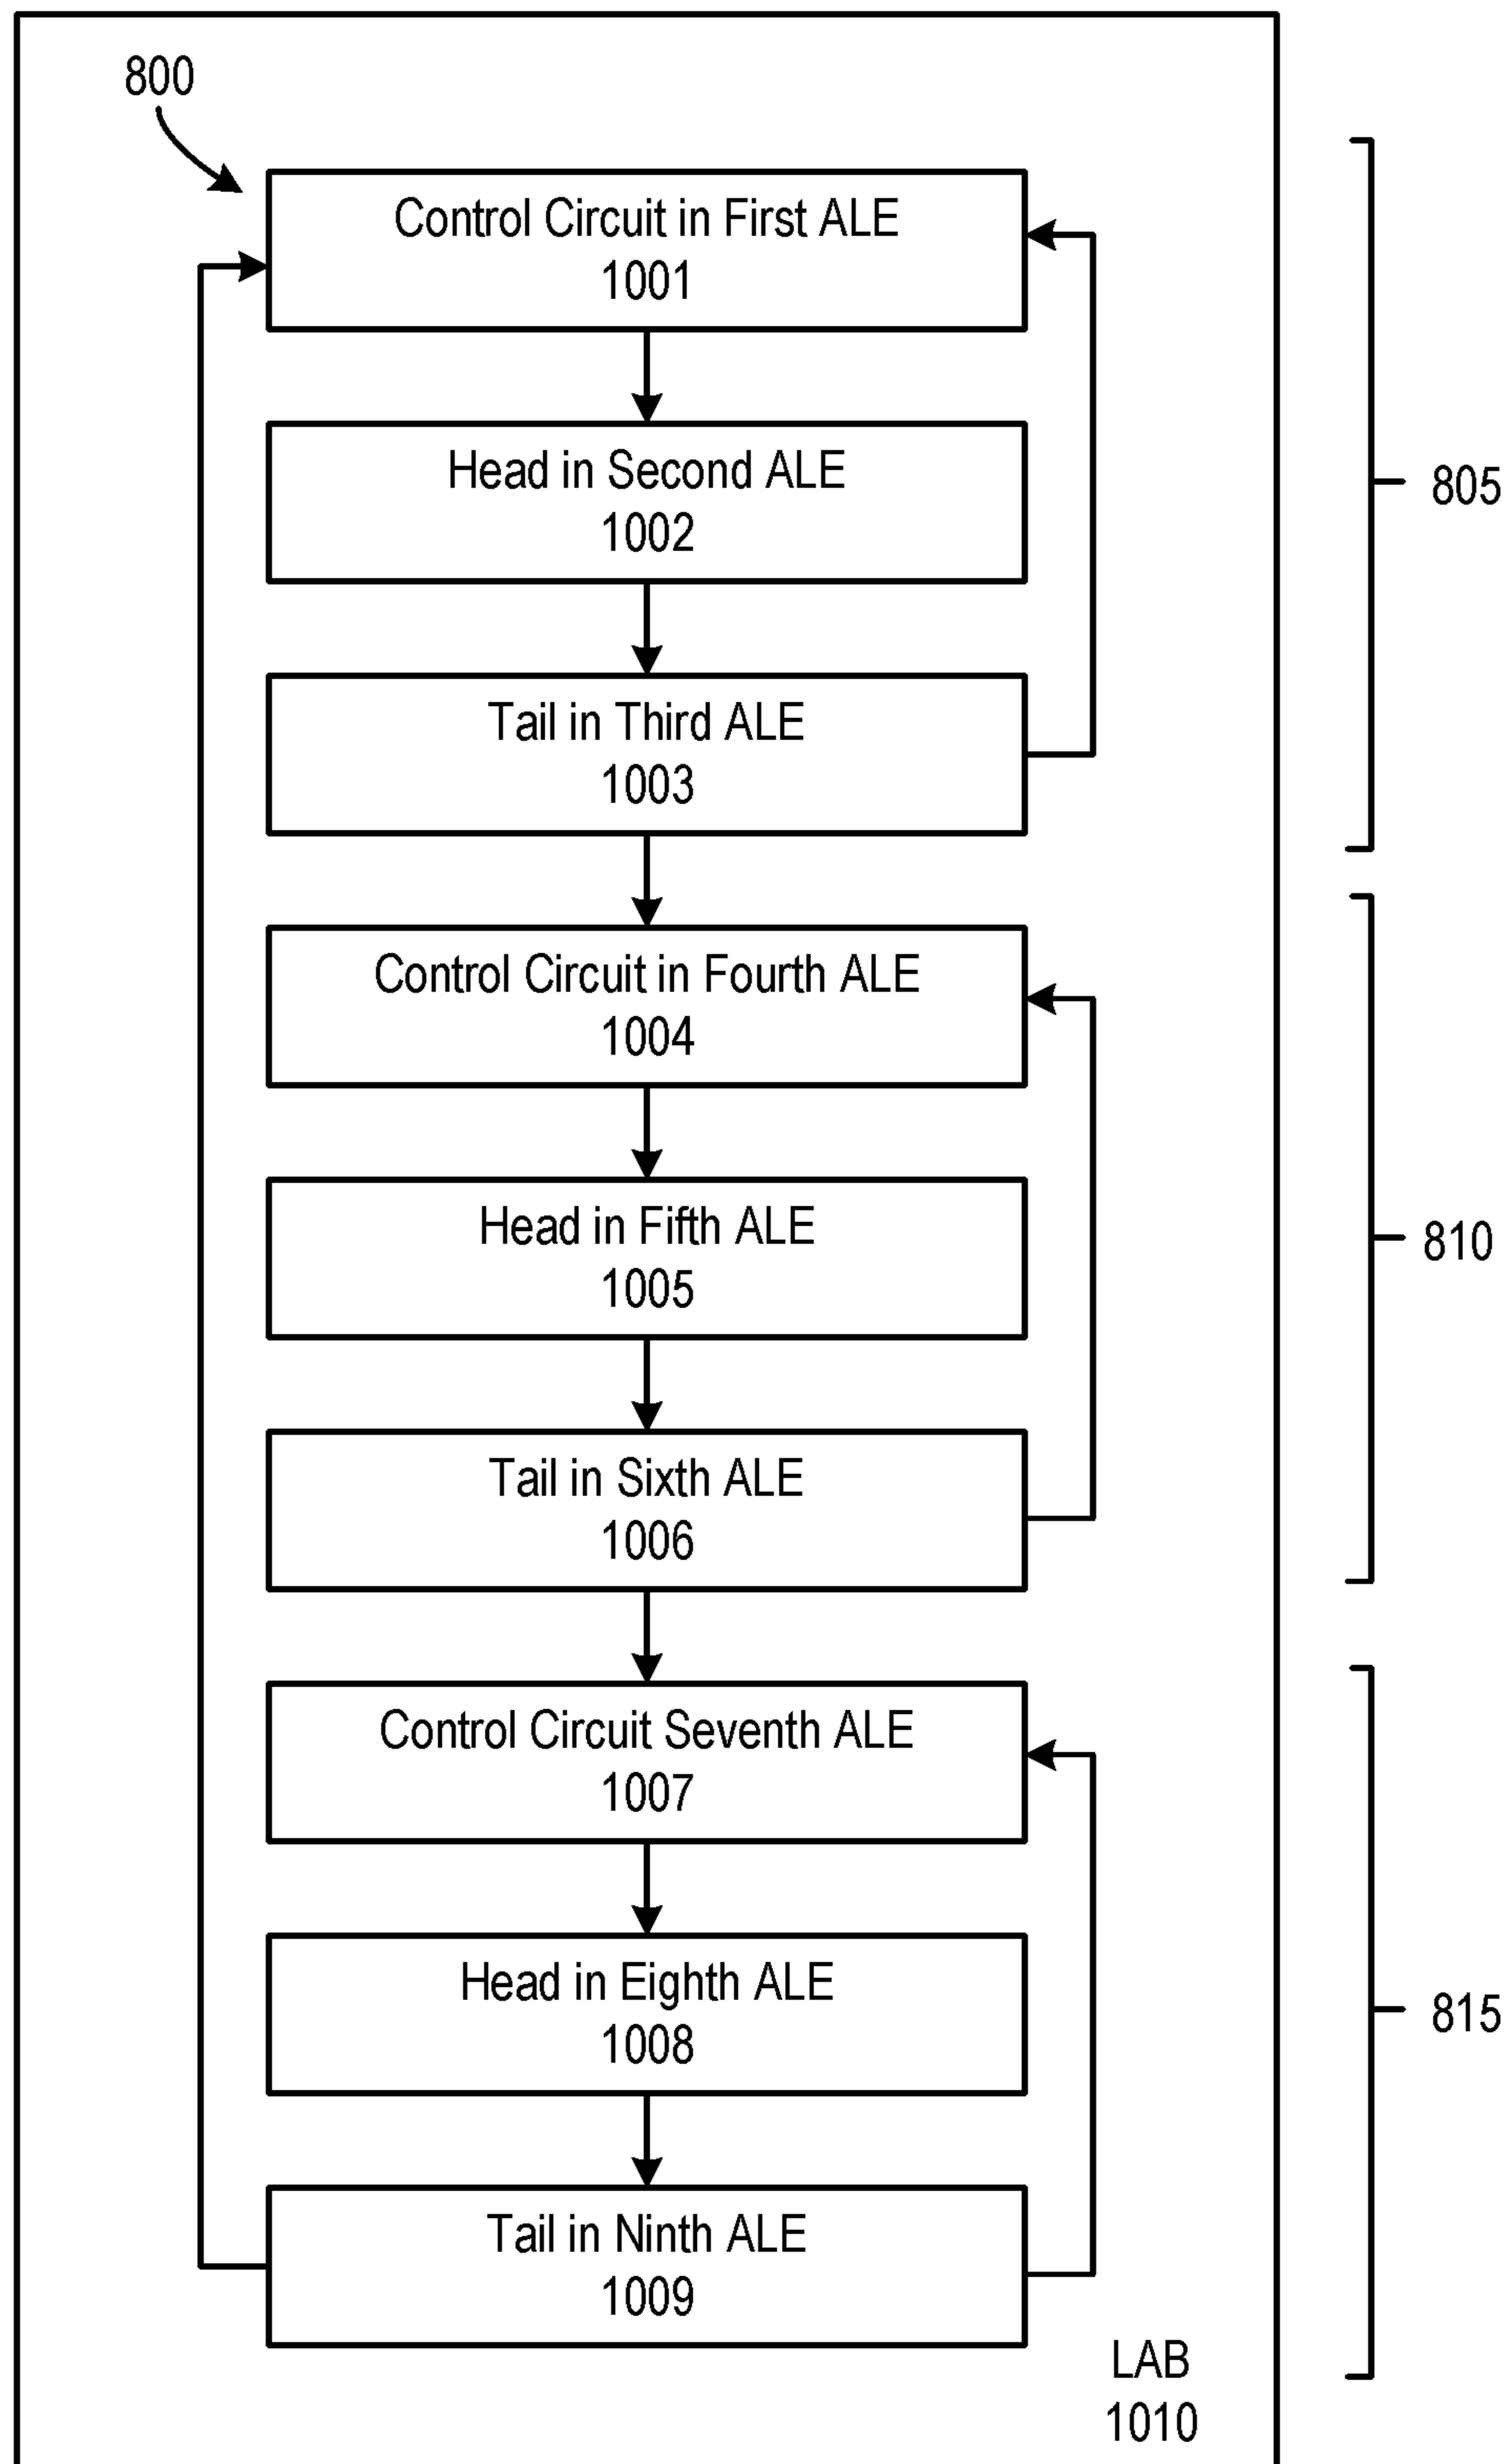 800
Control Circuit in First ALE
1001
Head in Second ALE
1002
805
Tail in Third ALE
1003
Control Circuit in Fourth ALE
1004
Head in Fifth ALE
1005
810
Tail in Sixth ALE
1006
Control Circuit Seventh ALE
1007
Head in Eighth ALE
1008
815
Tail in Ninth ALE
1009
LAB
1010